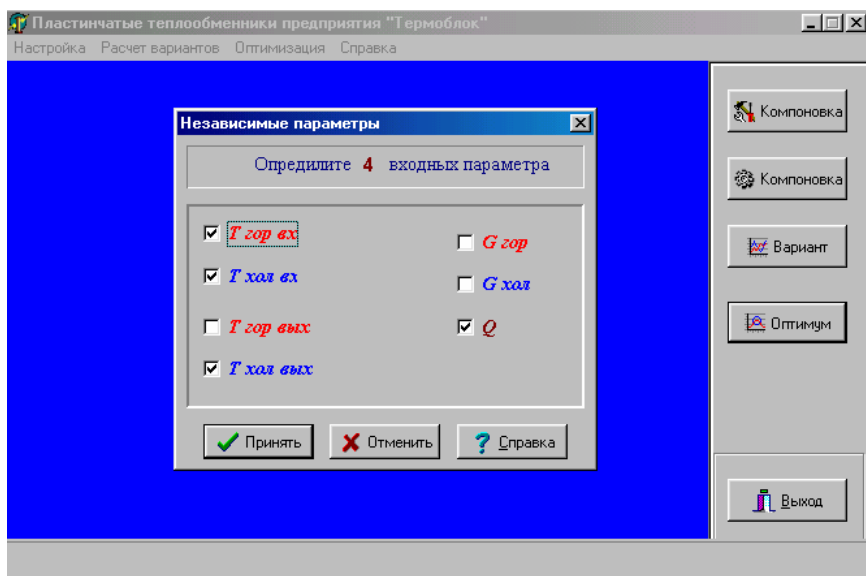 Пластинчатые теплообменники предприятия "Термоблок"
Настройка Расчет вариантов Оптимизация Справка
Независимые параметры
Опредилите 4 входных параметра
Т гор вх
Т хол вх
Т гор вых
Т хол вых
G гор
G хол
Q
Принять Отменить Справка
Компоновка
Компоновка
Вариант
Оптимум
Выход